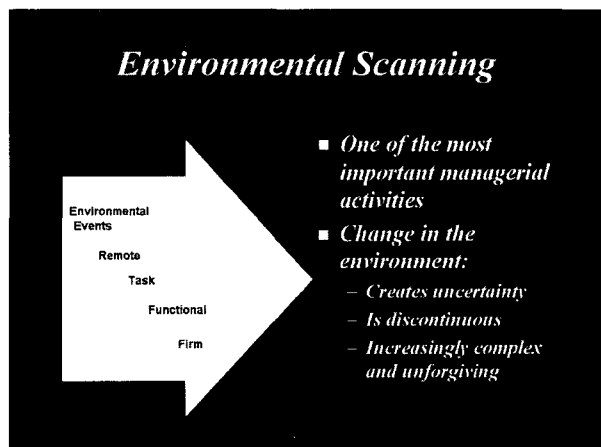 Environmental Scanning
Environmental
Events
Remote
Task
Functional
Firm
■ One of the most
important managerial
activities
■ Change in the
environment:
– Creates uncertainty
– Is discontinuous
– Increasingly complex
and unforgiving